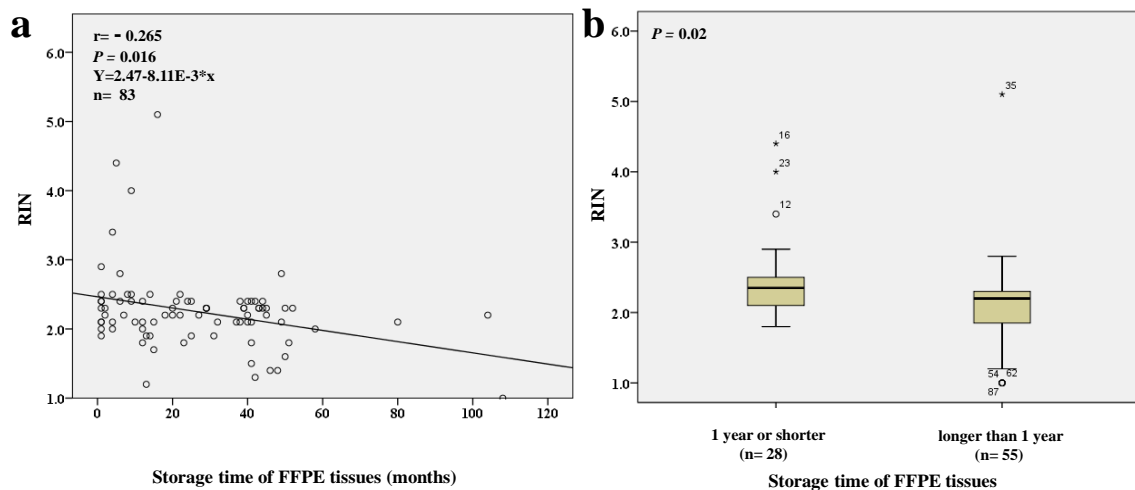 a
r= - 0.265
P = 0.016
Y=2.47-8.11E-3*x
n= 83
RIN
6.0
5.0
4.0
3.0
2.0
1.0
0 20 40 60 80 100 120
Storage time of FFPE tissues (months)
b
P = 0.02
RIN
6.0
5.0
4.0
3.0
2.0
1.0
16
23
12
35
54 62
87
1 year or shorter
(n= 28)
longer than 1 year
(n= 55)
Storage time of FFPE tissues